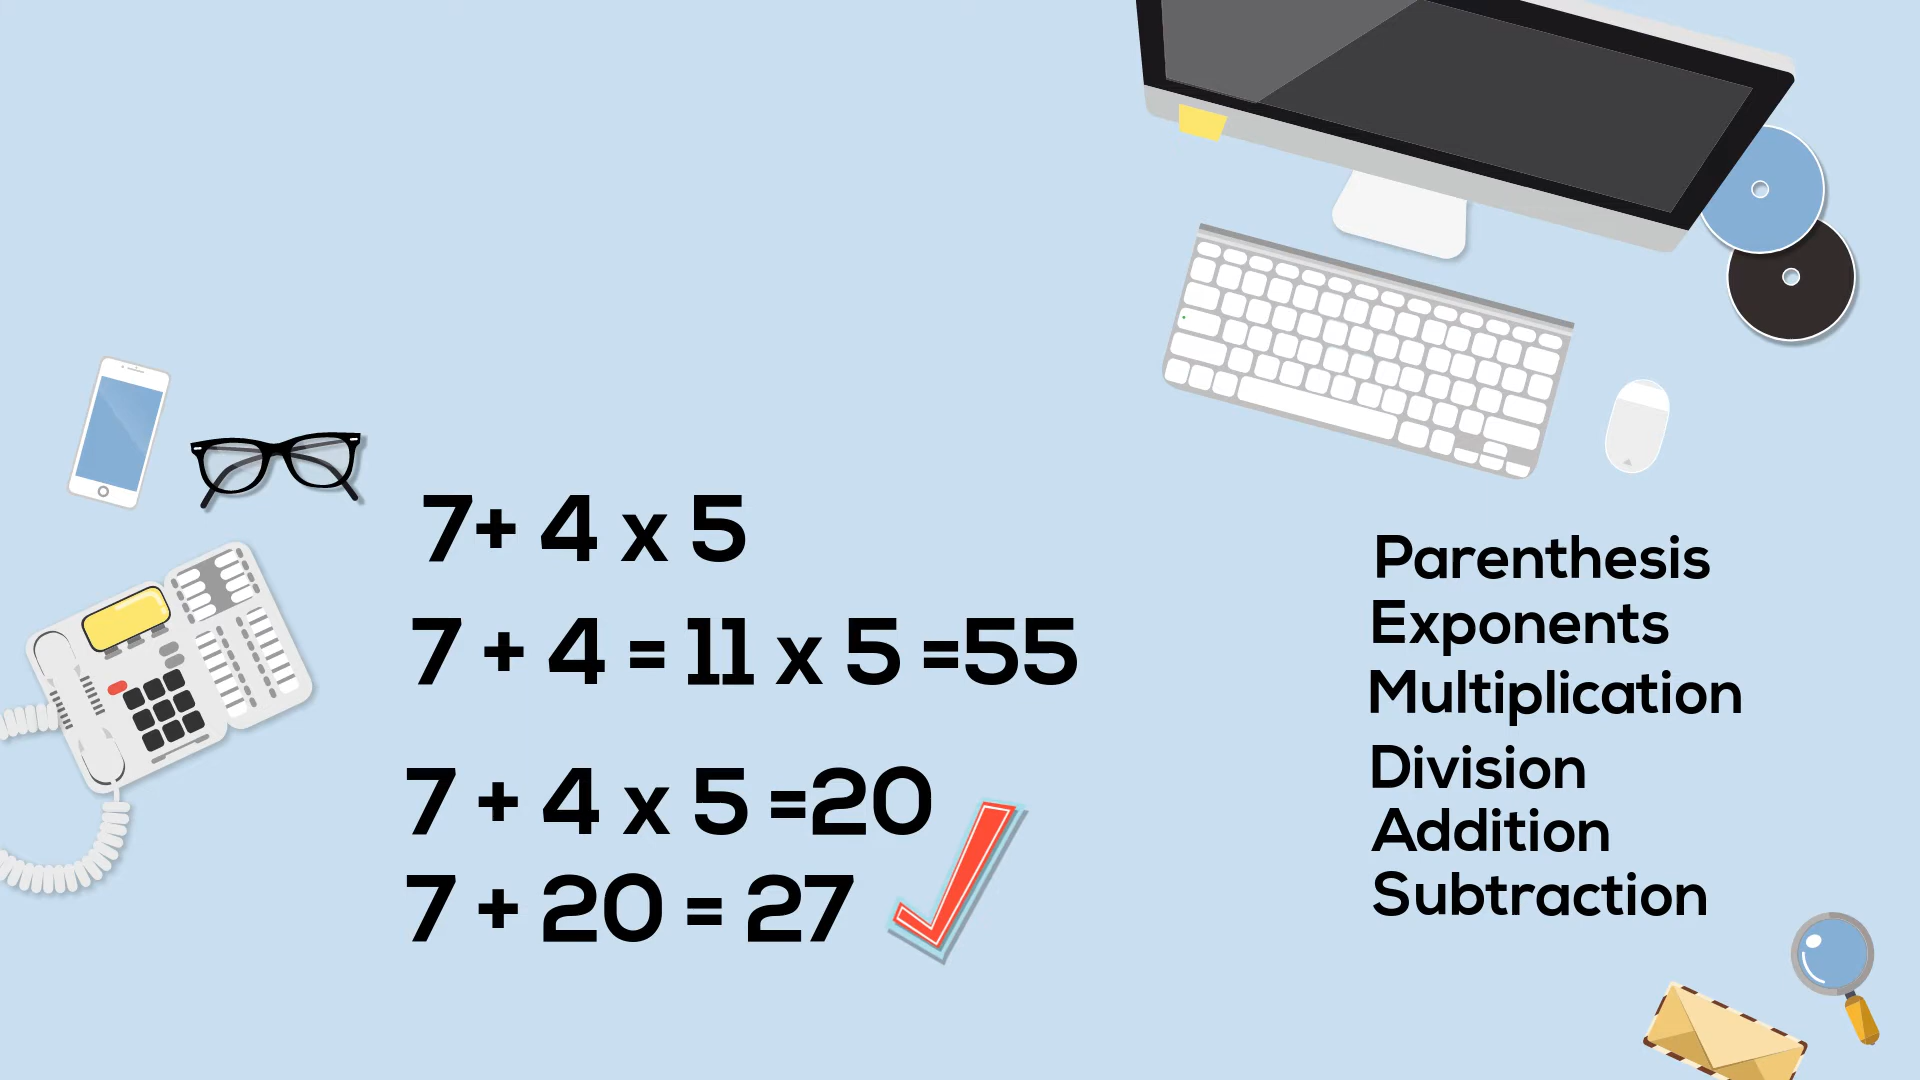 7+ 4 x 5
7 + 4 = 11 x 5 =55
7 + 4 x 5 =20
7 + 20 = 27
Parenthesis
Exponents
Multiplication
Division
Addition
Subtraction